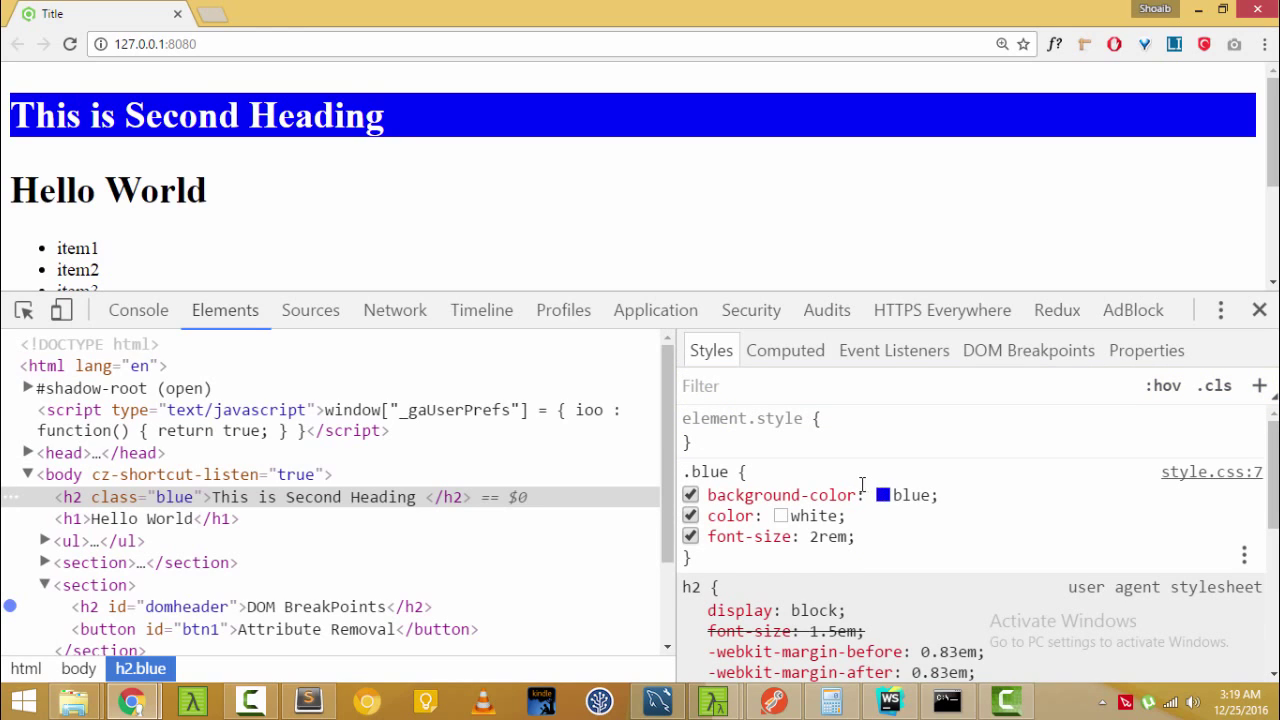 Title
Shoaib
127.0.0.1:8080
f?
LI
This is Second Heading
Hello World
item1
item2
Console Elements Sources Network Timeline Profiles Application Security Audits HTTPS Everywhere Redux AdBlock
<!DOCTYPE html>
<html lang="en">
#shadow-root (open)
<script type="text/javascript">window["_gaUserPrefs"] = { ioo :
function() { return true; } }</script>
<head>…</head>
<body cz-shortcut-listen="true">
<h2 class="blue">This is Second Heading </h2> == $0
<h1>Hello World</h1>
<ul>…</ul>
<section>…</section>
<section>
<h2 id="domheader">DOM BreakPoints</h2>
<button id="btn1">Attribute Removal</button>
</section>
html body h2.blue
Styles Computed Event Listeners DOM Breakpoints Properties
Filter :hov .cls +
element.style {
}
.blue { style.css:7
background-color: blue;
color: white;
font-size: 2rem;
}
h2 { user agent stylesheet
display: block;
font-size: 1.5em;
-webkit-margin-before: 0.83em;
-webkit-margin-after: 0.83em;
Activate Windows
Go to PC settings to activate Windows.
kindle
WS
3:19 AM
12/25/2016